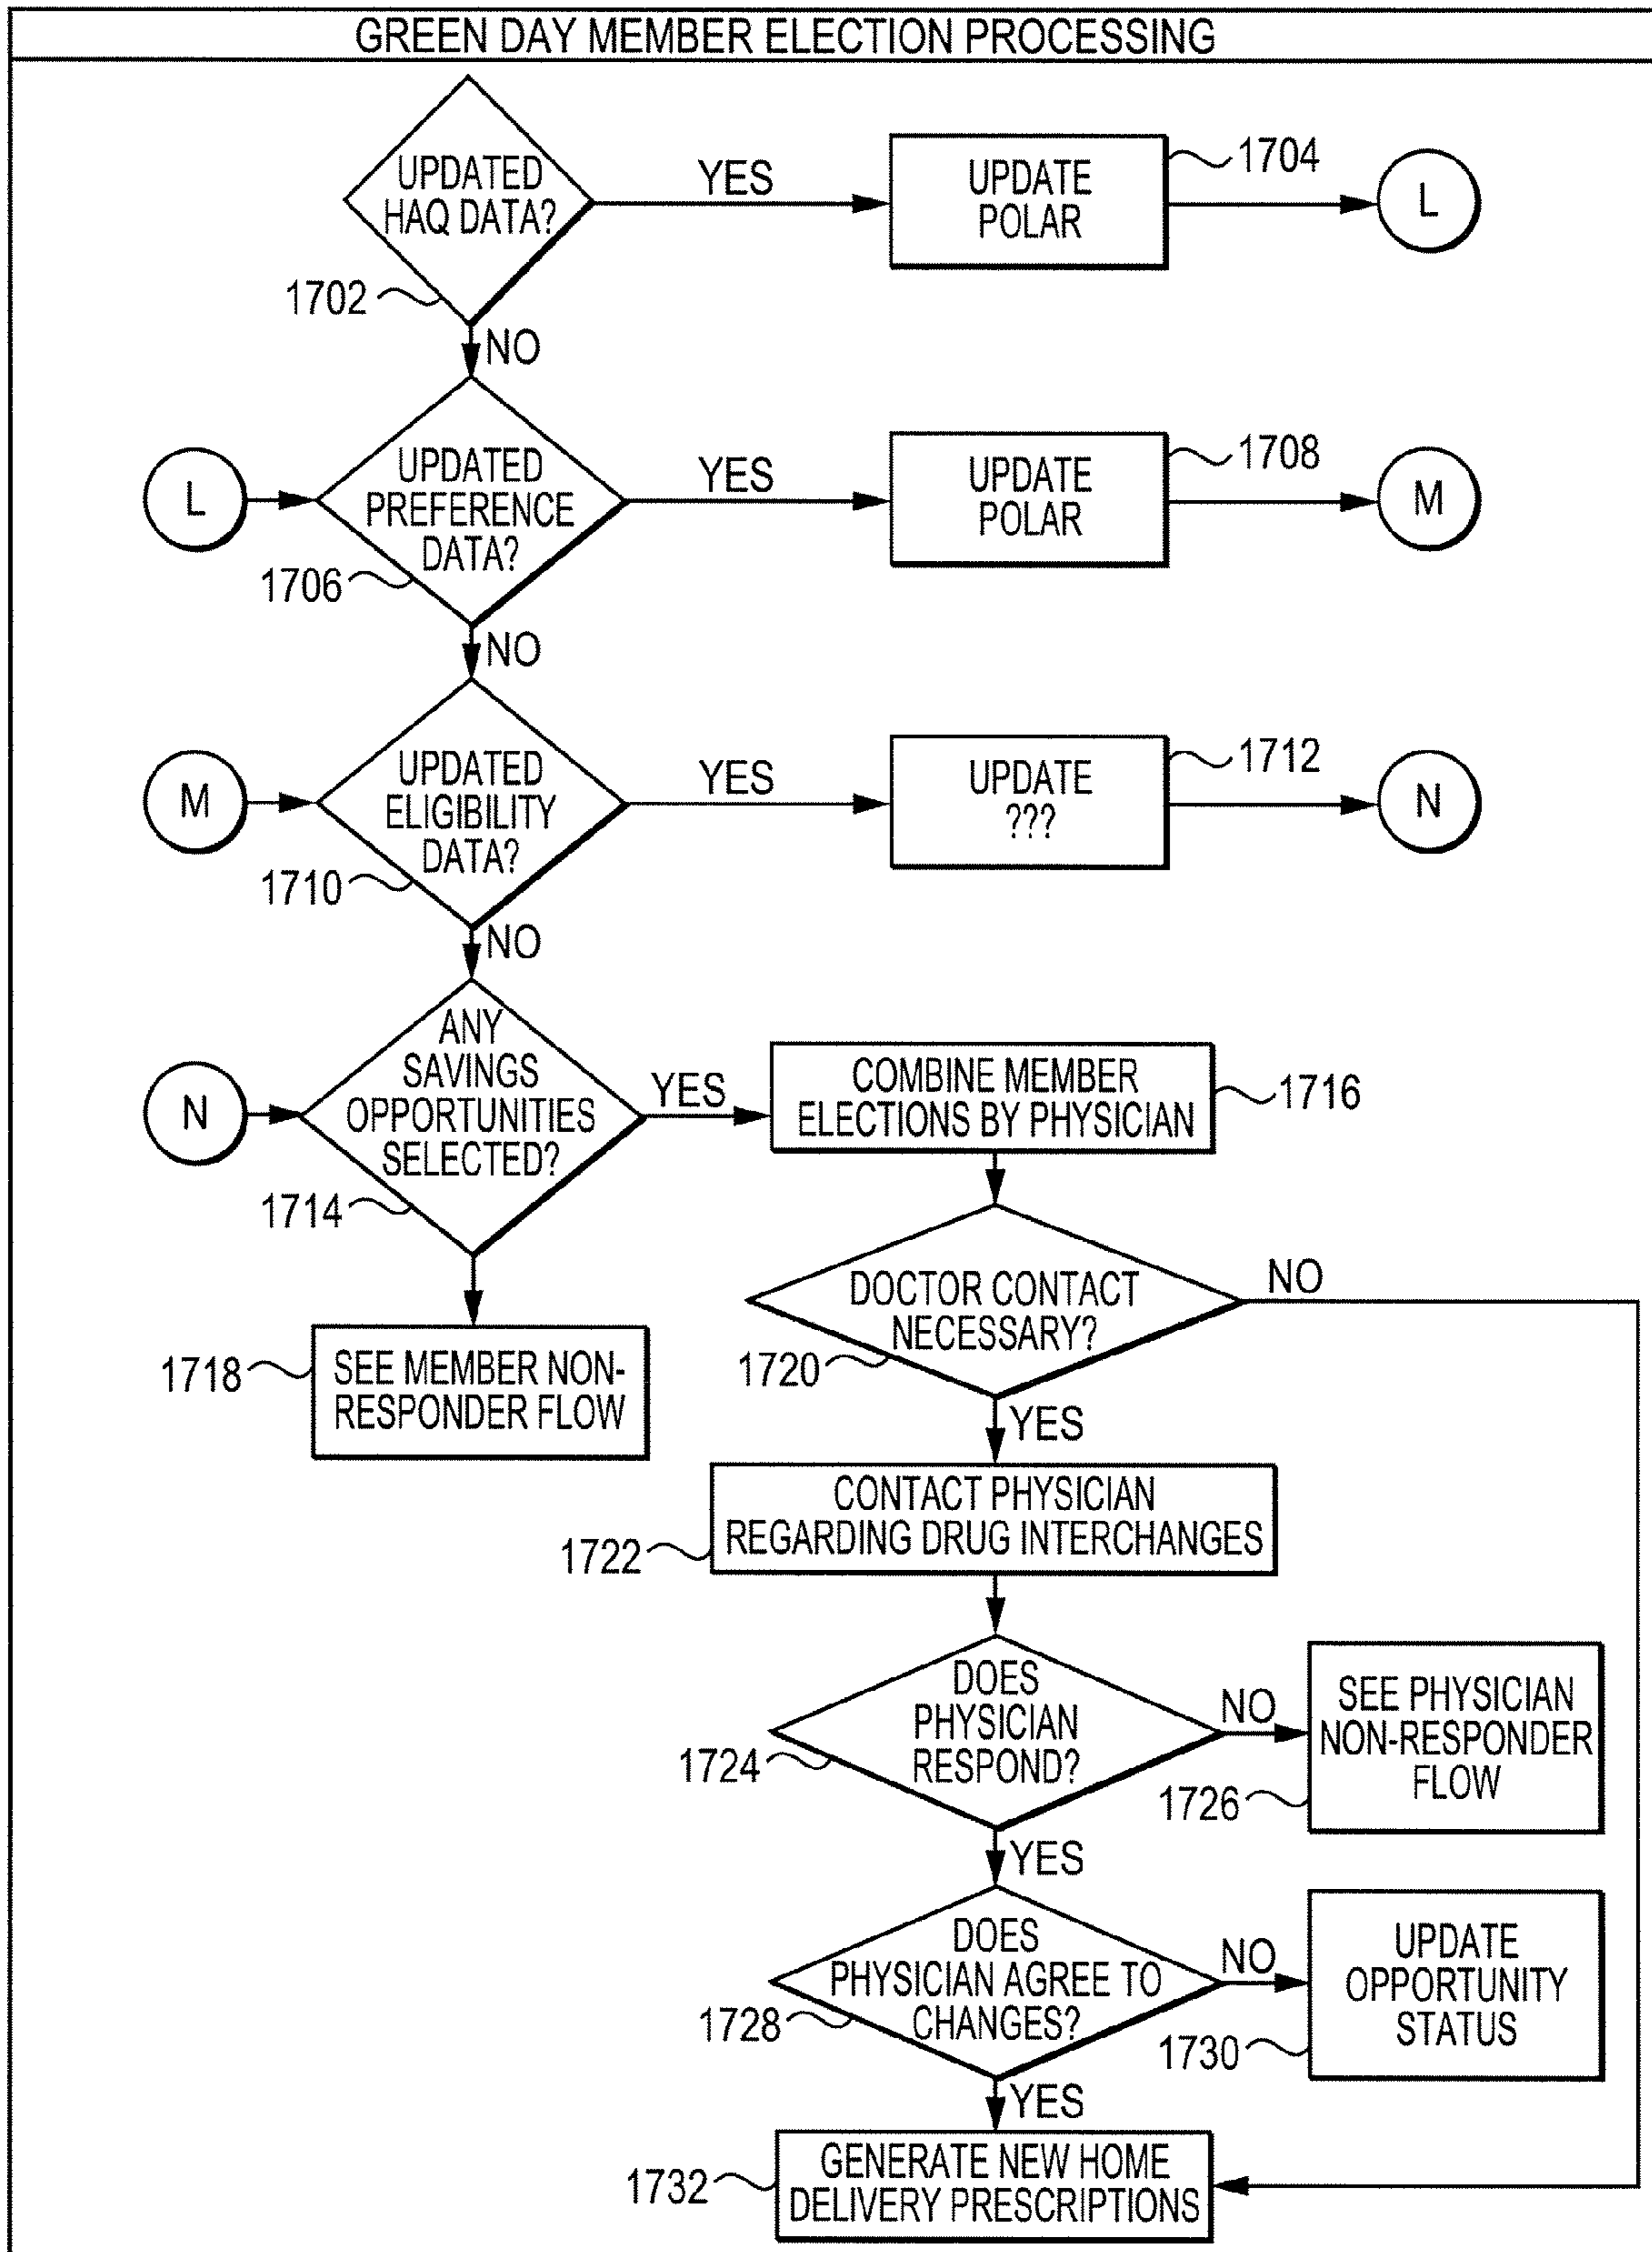 GREEN DAY MEMBER ELECTION PROCESSING
UPDATED
HAQ DATA?
1702
YES
UPDATE
POLAR
1704
L
NO
L
UPDATED
PREFERENCE
DATA?
1706
YES
UPDATE
POLAR
1708
M
NO
M
UPDATED
ELIGIBILITY
DATA?
1710
YES
UPDATE
???
1712
N
NO
N
ANY
SAVINGS
OPPORTUNITIES
SELECTED?
1714
YES
COMBINE MEMBER
ELECTIONS BY PHYSICIAN
1716
1718
SEE MEMBER NON-
RESPONDER FLOW
DOCTOR CONTACT
NECESSARY?
1720
NO
YES
CONTACT PHYSICIAN
REGARDING DRUG INTERCHANGES
1722
DOES
PHYSICIAN
RESPOND?
1724
NO
SEE PHYSICIAN
NON-RESPONDER
FLOW
1726
YES
DOES
PHYSICIAN AGREE TO
CHANGES?
1728
NO
UPDATE
OPPORTUNITY
STATUS
1730
YES
GENERATE NEW HOME
DELIVERY PRESCRIPTIONS
1732